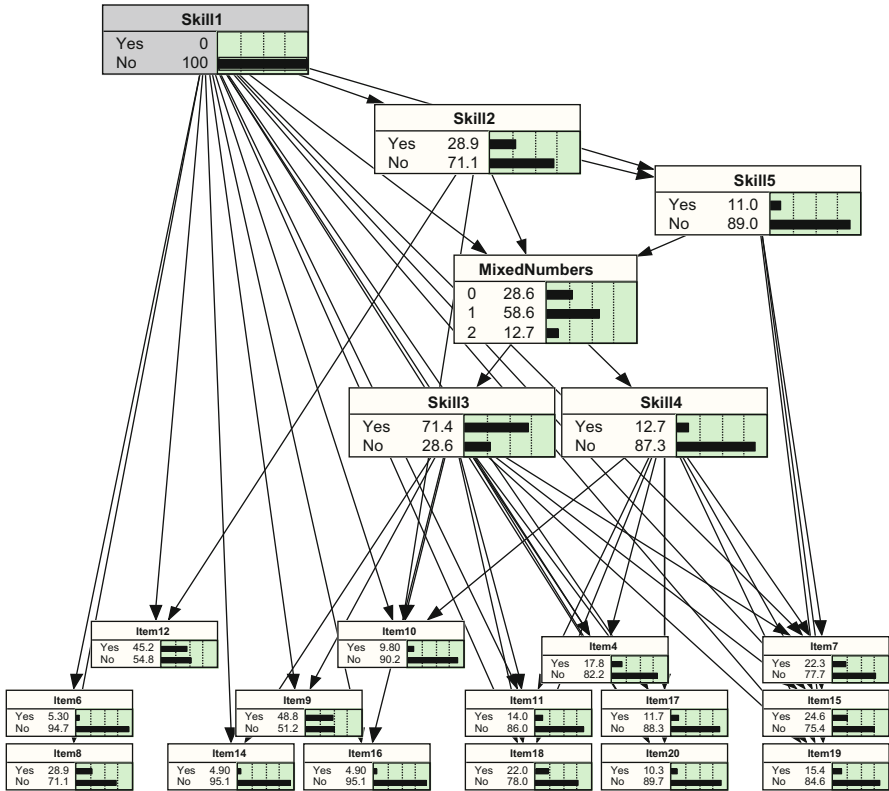 Skill1
Yes 0
No 100
Skill2
Yes 28.9
No 71.1
Skill5
Yes 11.0
No 89.0
MixedNumbers
0 28.6
1 58.6
2 12.7
Skill3
Yes 71.4
No 28.6
Skill4
Yes 12.7
No 87.3
Item12
Yes 45.2
No 54.8
Item10
Yes 9.80
No 90.2
Item4
Yes 17.8
No 82.2
Item7
Yes 22.3
No 77.7
Item6
Yes 5.30
No 94.7
Item9
Yes 48.8
No 51.2
Item11
Yes 14.0
No 86.0
Item17
Yes 11.7
No 88.3
Item15
Yes 24.6
No 75.4
Item8
Yes 28.9
No 71.1
Item14
Yes 4.90
No 95.1
Item16
Yes 4.90
No 95.1
Item18
Yes 22.0
No 78.0
Item20
Yes 10.3
No 89.7
Item19
Yes 15.4
No 84.6